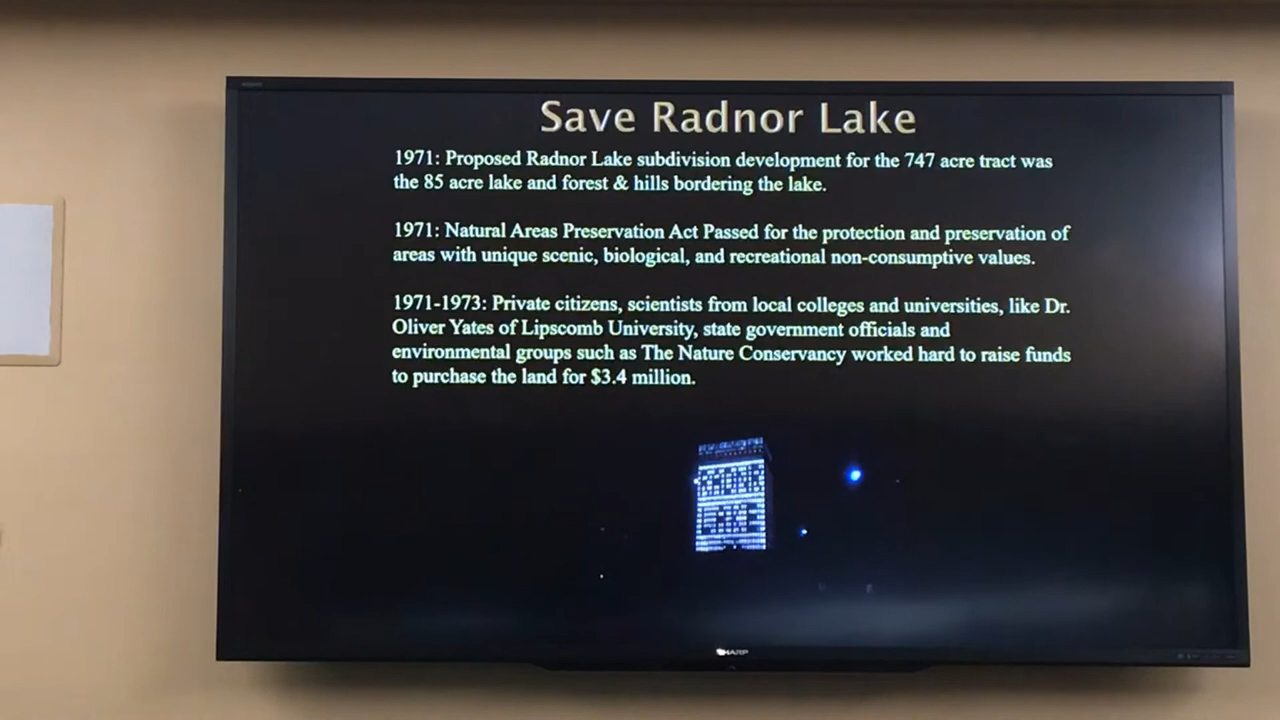 Save Radnor Lake
1971: Proposed Radnor Lake subdivision development for the 747 acre tract was
the 85 acre lake and forest & hills bordering the lake.
1971: Natural Areas Preservation Act Passed for the protection and preservation of
areas with unique scenic, biological, and recreational non-consumptive values.
1971-1973: Private citizens, scientists from local colleges and universities, like Dr.
Oliver Yates of Lipscomb University, state government officials and
environmental groups such as The Nature Conservancy worked hard to raise funds
to purchase the land for $3.4 million.
SHARP